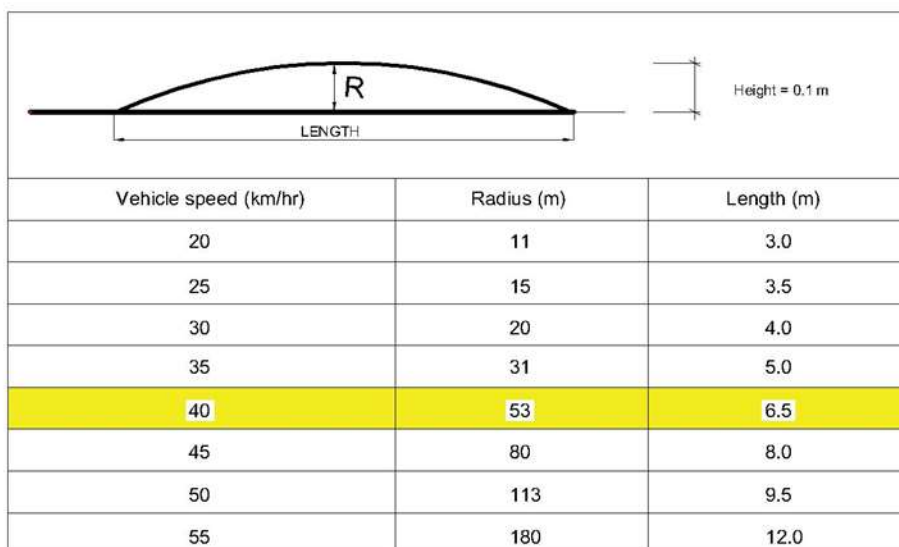 R
Height = 0.1 m
LENGTH
Vehicle speed (km/hr) Radius (m) Length (m)
20 11 3.0
25 15 3.5
30 20 4.0
35 31 5.0
40 53 6.5
45 80 8.0
50 113 9.5
55 180 12.0